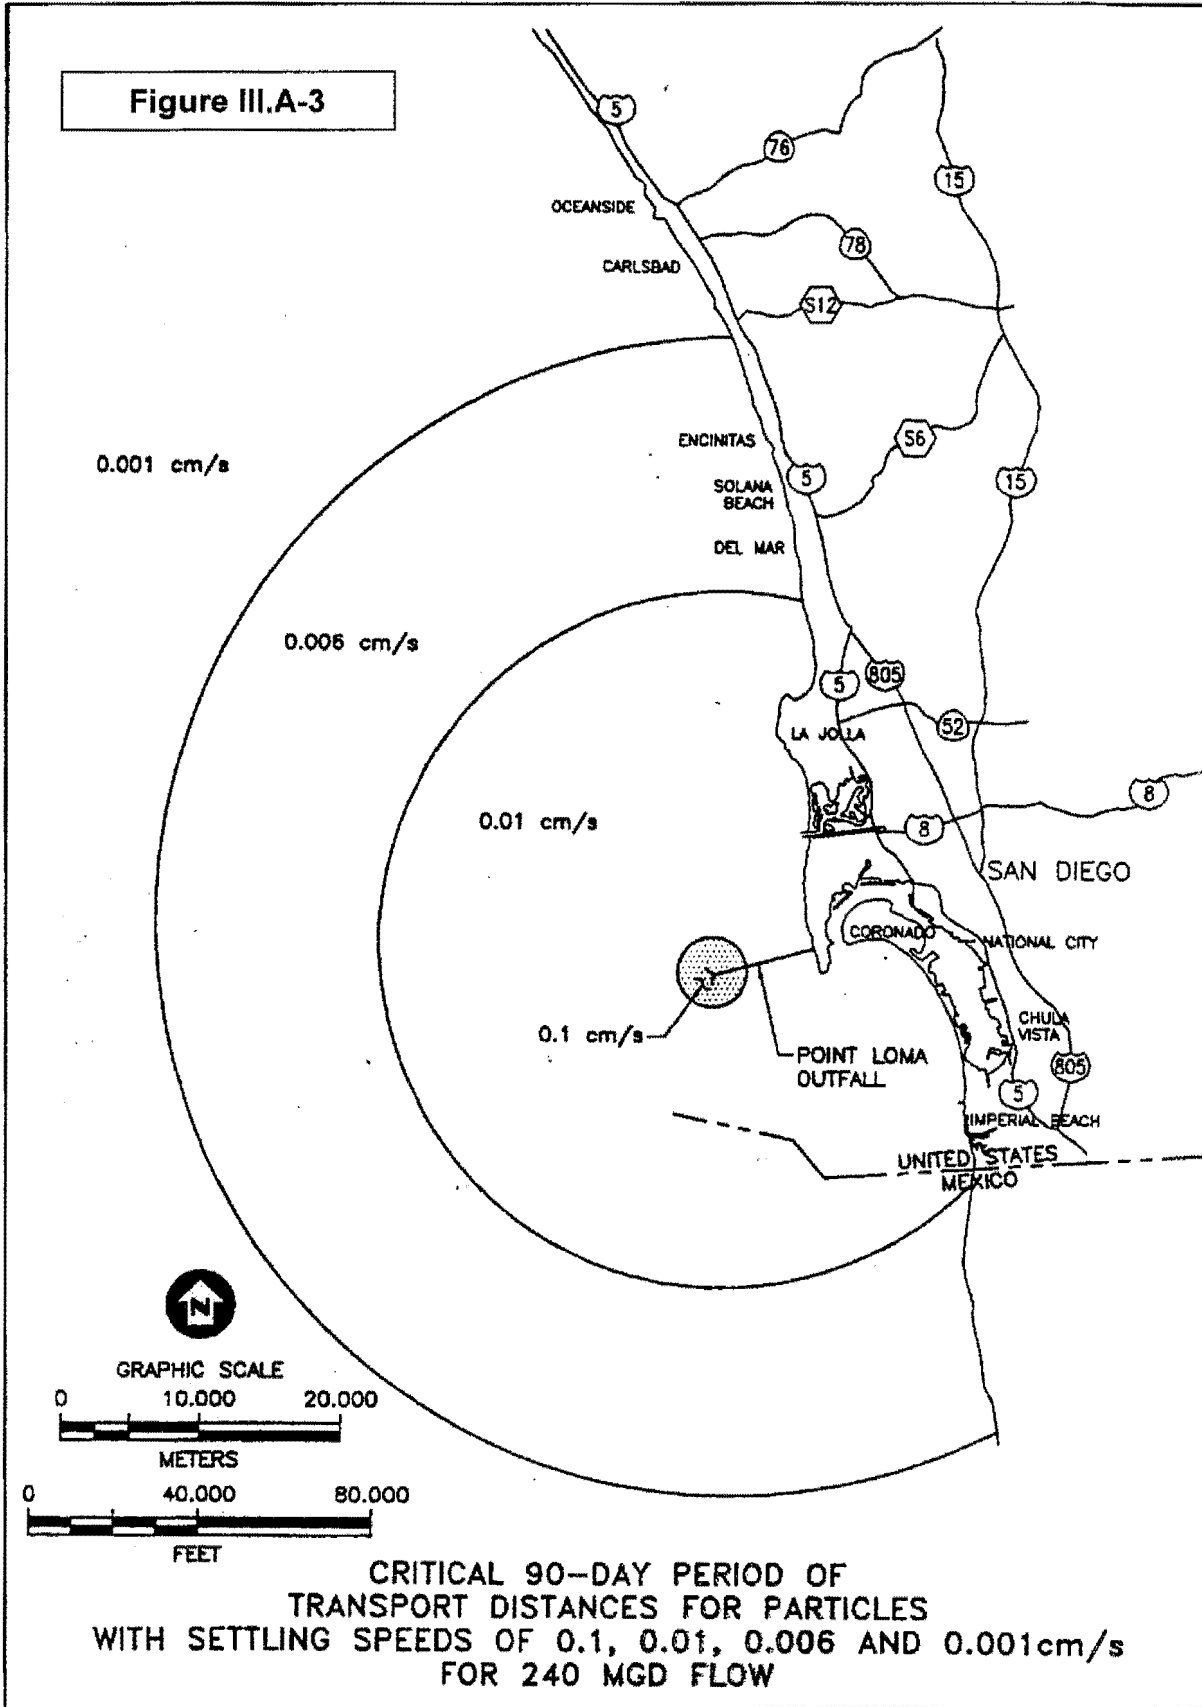 Figure III.A-3
5
76
15
OCEANSIDE
78
CARLSBAD
S12
ENCINITAS
S6
0.001 cm/s
5
15
SOLANA
BEACH
DEL MAR
0.006 cm/s
5
805
52
LA JOLLA
8
0.01 cm/s
8
SAN DIEGO
CORONADO
NATIONAL CITY
0.1 cm/s
CHULA
VISTA
POINT LOMA
OUTFALL
805
5
IMPERIAL BEACH
UNITED STATES
MEXICO
N
GRAPHIC SCALE
0 10.000 20.000
METERS
0 40.000 80.000
FEET
CRITICAL 90-DAY PERIOD OF
TRANSPORT DISTANCES FOR PARTICLES
WITH SETTLING SPEEDS OF 0.1, 0.01, 0.006 AND 0.001cm/s
FOR 240 MGD FLOW